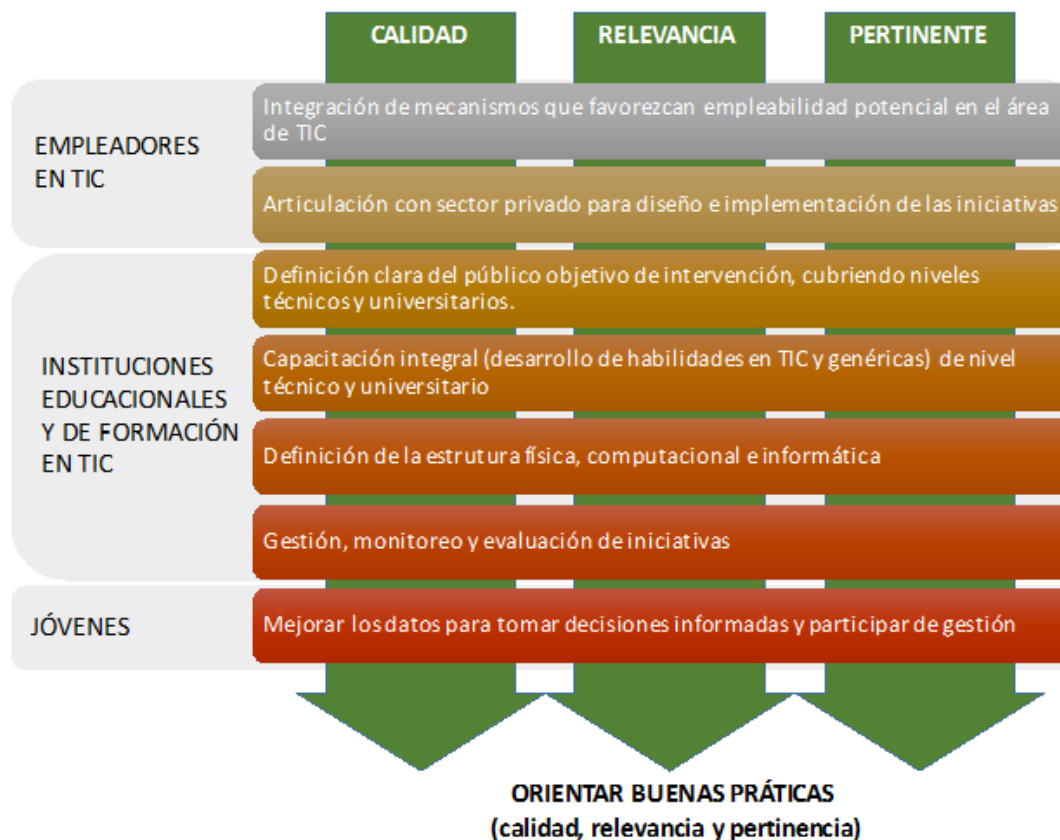 CALIDAD
RELEVANCIA
PERTINENTE
EMPLEADORES
EN TIC
Integración de mecanismos que favorezcan empleabilidad potencial en el área
de TIC
Articulación con sector privado para diseño e implementación de las iniciativas
INSTITUCIONES
EDUCACIONALES
Y DE FORMACIÓN
EN TIC
Definición clara del público objetivo de intervención, cubriendo niveles
técnicos y universitarios.
Capacitación integral (desarrollo de habilidades en TIC y genéricas) de nivel
técnico y universitario
Definición de la estrutura física, computacional e informática
Gestión, monitoreo y evaluación de iniciativas
JÓVENES
Mejorar los datos para tomar decisiones informadas y participar de gestión
ORIENTAR BUENAS PRÁTICAS
(calidad, relevancia y pertinencia)